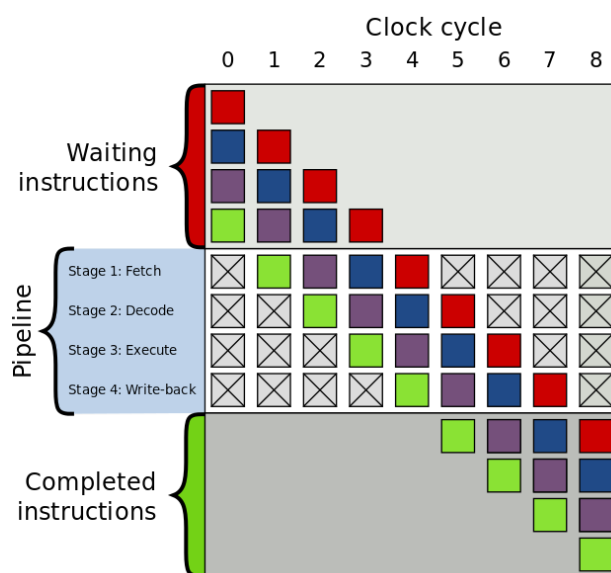 Clock cycle
0 1 2 3 4 5 6 7 8
Waiting
instructions
Pipeline
Stage 1: Fetch
Stage 2: Decode
Stage 3: Execute
Stage 4: Write-back
Completed
instructions